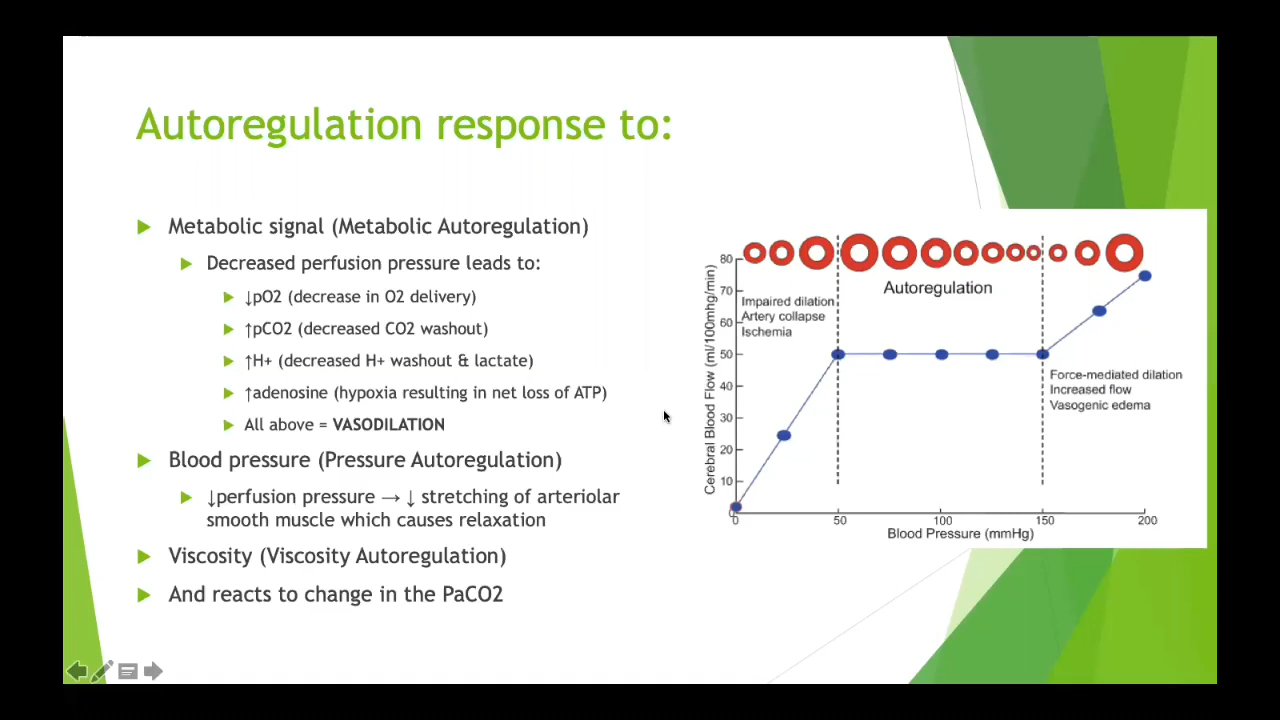 Autoregulation response to:
Metabolic signal (Metabolic Autoregulation)
Decreased perfusion pressure leads to:
↓pO2 (decrease in O2 delivery)
↑pCO2 (decreased CO2 washout)
↑H+ (decreased H+ washout & lactate)
↑adenosine (hypoxia resulting in net loss of ATP)
All above = VASODILATION
Blood pressure (Pressure Autoregulation)
↓perfusion pressure → ↓ stretching of arteriolar
smooth muscle which causes relaxation
Viscosity (Viscosity Autoregulation)
And reacts to change in the PaCO2
Cerebral Blood Flow (ml/100mhg/min)
80
70
60
50
40
30
20
10
0
Impaired dilation
Artery collapse
Ischemia
Autoregulation
Force-mediated dilation
Increased flow
Vasogenic edema
0 50 100 150 200
Blood Pressure (mmHg)